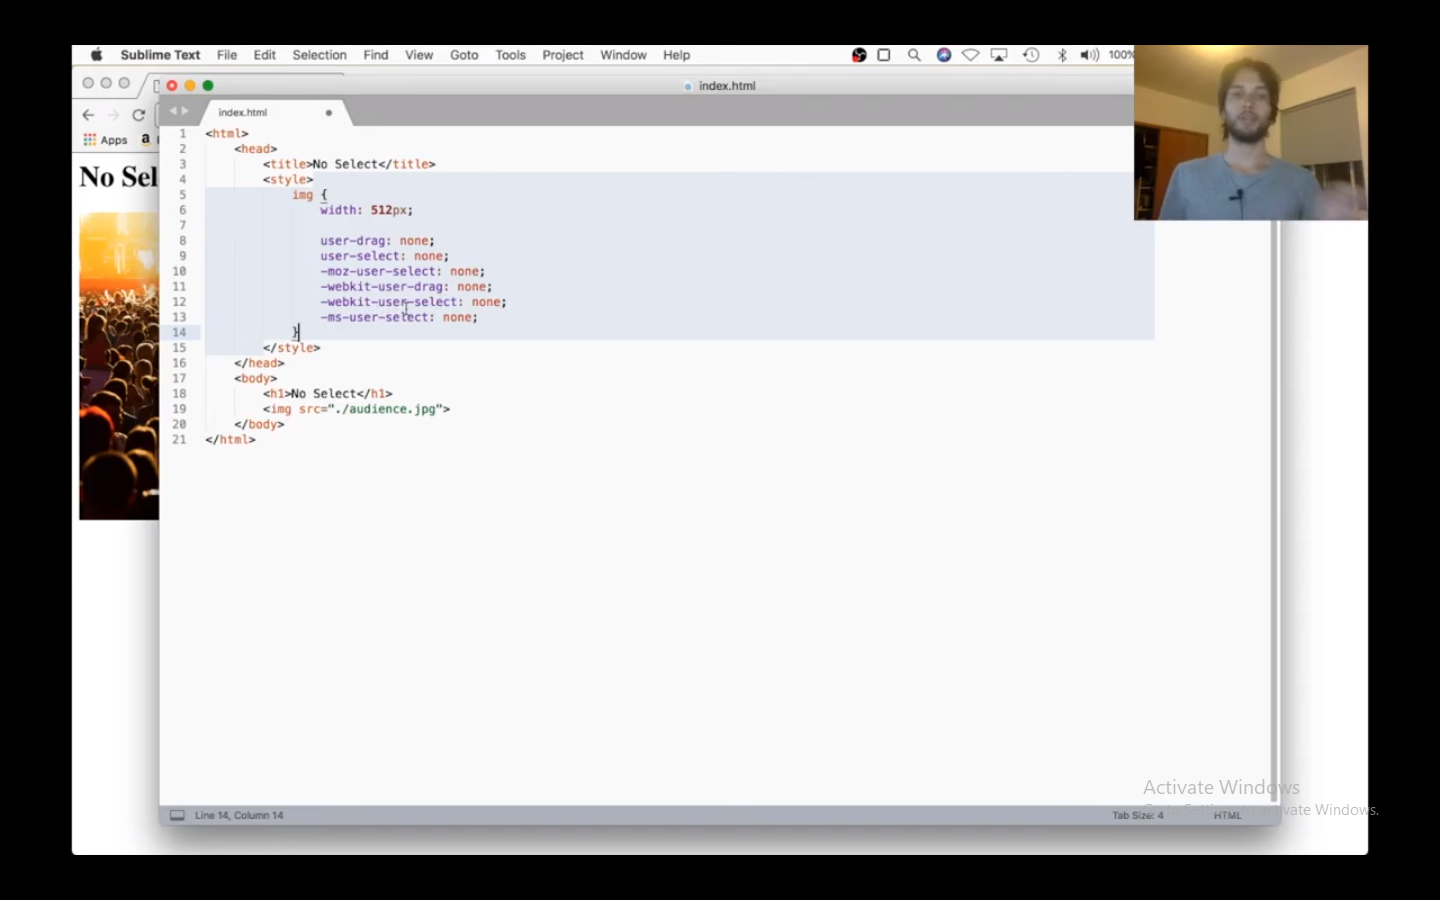 Sublime Text File Edit Selection Find View Goto Tools Project Window Help 100%
index.html
index.html
Apps
No Sel
1 <html>
2 <head>
3 <title>No Select</title>
4 <style>
5 img {
6 width: 512px;
7
8 user-drag: none;
9 user-select: none;
10 -moz-user-select: none;
11 -webkit-user-drag: none;
12 -webkit-user-select: none;
13 -ms-user-select: none;
14 }
15 </style>
16 </head>
17 <body>
18 <h1>No Select</h1>
19 <img src="./audience.jpg">
20 </body>
21 </html>
Activate Windows
Line 14, Column 14
Tab Size: 4 HTML